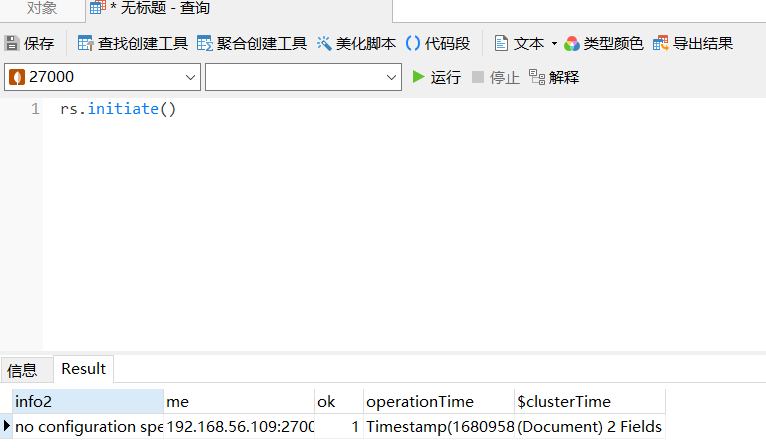 对象 * 无标题 - 查询
保存 查找创建工具 聚合创建工具 美化脚本 () 代码段 文本 类型颜色 导出结果
27000 运行 停止 解释
1 rs.initiate()
信息 Result
info2 me ok operationTime $clusterTime
no configuration spe 192.168.56.109:2700 1 Timestamp(1680958 (Document) 2 Fields